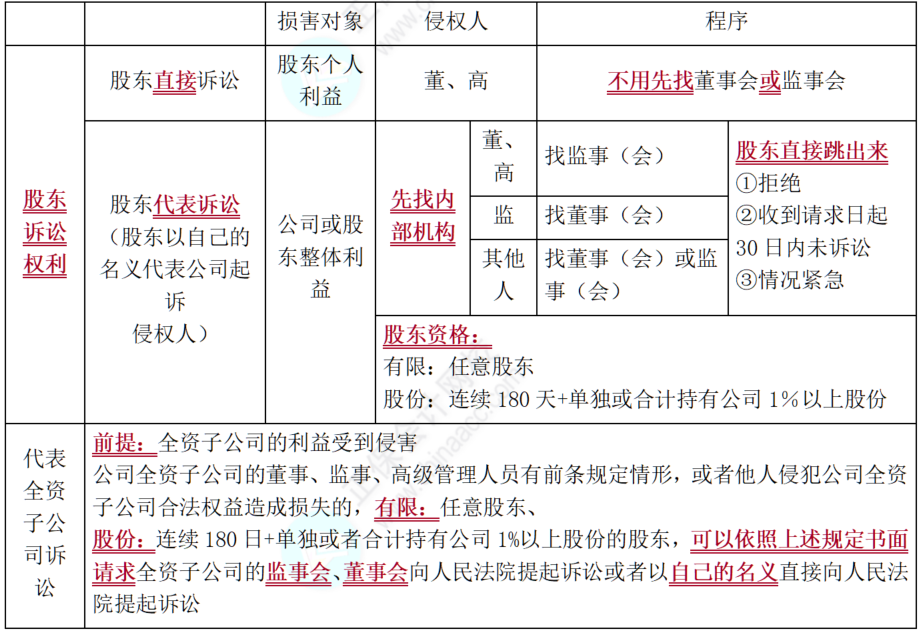 损害对象 侵权人 程序
股东
诉讼
权利
股东直接诉讼
股东个人
利益
董、高
不用先找董事会或监事会
股东代表诉讼
（股东以自己的
名义代表公司起
诉
侵权人）
公司或股
东整体利
益
先找内
部机构
董、
高
找监事（会）
监
找董事（会）
其他
人
找董事（会）或监
事（会）
股东直接跳出来
①拒绝
②收到请求日起
30日内未诉讼
③情况紧急
股东资格：
有限：任意股东
股份：连续180天+单独或合计持有公司1%以上股份
代表
全资
子公
司诉
讼
前提：全资子公司的利益受到侵害
公司全资子公司的董事、监事、高级管理人员有前条规定情形，或者他人侵犯公司全资
子公司合法权益造成损失的，有限：任意股东、
股份：连续180日+单独或者合计持有公司1%以上股份的股东，可以依照上述规定书面
请求全资子公司的监事会、董事会向人民法院提起诉讼或者以自己的名义直接向人民法
院提起诉讼